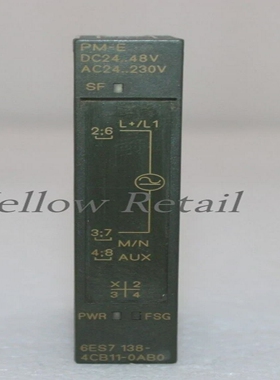 PM-E
DC24..48V
AC24..230V
SF
L+/L1
2;6
3;7
M/N
4;8
AUX
X 2
3 4
PWR FSG
6ES7 138-
4CB11-0AB0
Yellow Retail